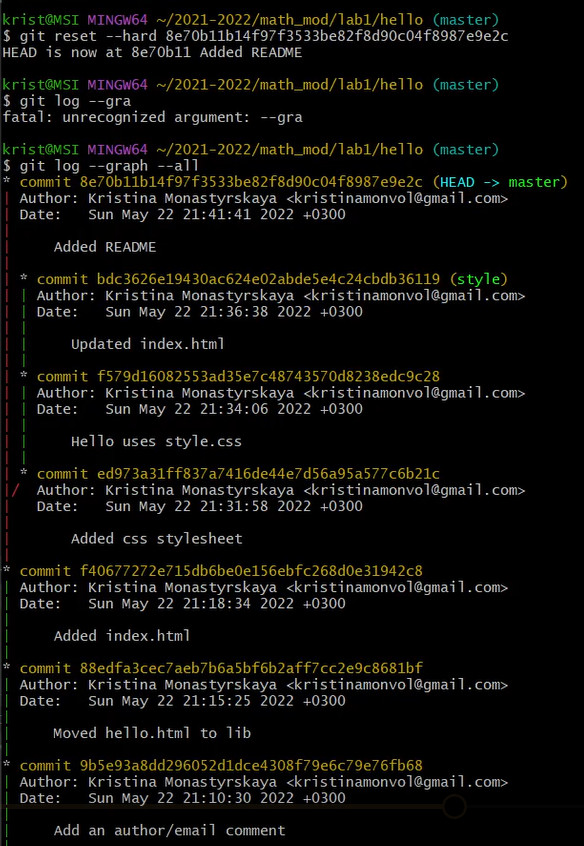 krist@MSI MINGW64 ~/2021-2022/math_mod/lab1/hello (master)
$ git reset --hard 8e70b11b14f97f3533be82f8d90c04f8987e9e2c
HEAD is now at 8e70b11 Added README
krist@MSI MINGW64 ~/2021-2022/math_mod/lab1/hello (master)
$ git log --gra
fatal: unrecognized argument: --gra
krist@MSI MINGW64 ~/2021-2022/math_mod/lab1/hello (master)
$ git log --graph --all
* commit 8e70b11b14f97f3533be82f8d90c04f8987e9e2c (HEAD -> master)
| Author: Kristina Monastyrskaya <kristinamonvol@gmail.com>
| Date:   Sun May 22 21:41:41 2022 +0300
|
|     Added README
|
| * commit bdc3626e19430ac624e02abde5e4c24cbdb36119 (style)
| | Author: Kristina Monastyrskaya <kristinamonvol@gmail.com>
| | Date:   Sun May 22 21:36:38 2022 +0300
| |
| |     Updated index.html
| |
| * commit f579d16082553ad35e7c48743570d8238edc9c28
| | Author: Kristina Monastyrskaya <kristinamonvol@gmail.com>
| | Date:   Sun May 22 21:34:06 2022 +0300
| |
| |     Hello uses style.css
| |
| * commit ed973a31ff837a7416de44e7d56a95a577c6b21c
|/  Author: Kristina Monastyrskaya <kristinamonvol@gmail.com>
|   Date:   Sun May 22 21:31:58 2022 +0300
|
|       Added css stylesheet
|
* commit f40677272e715db6be0e156ebfc268d0e31942c8
| Author: Kristina Monastyrskaya <kristinamonvol@gmail.com>
| Date:   Sun May 22 21:18:34 2022 +0300
|
|     Added index.html
|
* commit 88edfa3cec7aeb7b6a5bf6b2aff7cc2e9c8681bf
| Author: Kristina Monastyrskaya <kristinamonvol@gmail.com>
| Date:   Sun May 22 21:15:25 2022 +0300
|
|     Moved hello.html to lib
|
* commit 9b5e93a8dd296052d1dce4308f79e6c79e76fb68
| Author: Kristina Monastyrskaya <kristinamonvol@gmail.com>
| Date:   Sun May 22 21:10:30 2022 +0300
|
|     Add an author/email comment
|